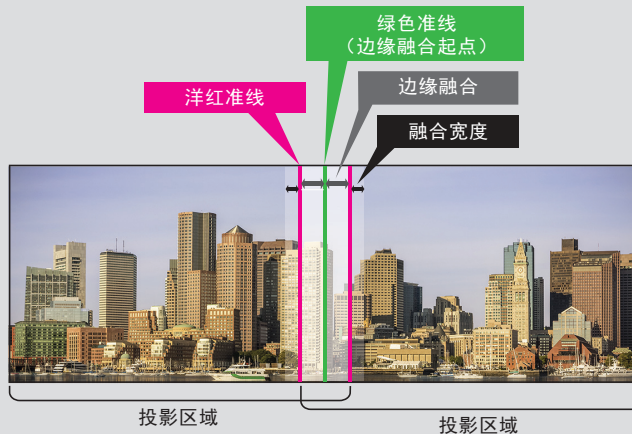 绿色准线
（边缘融合起点）
边缘融合
洋红准线
融合宽度
投影区域
投影区域